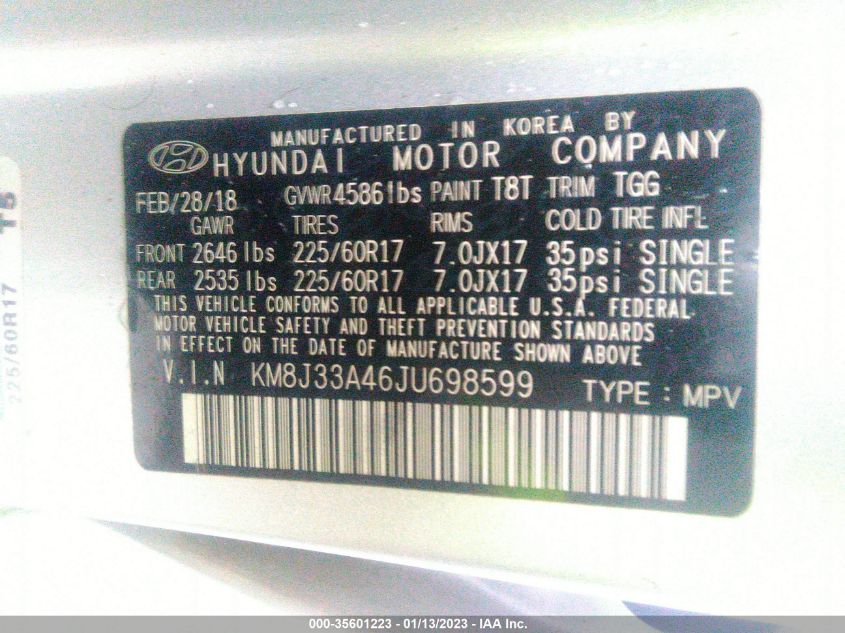 MANUFACTURED IN KOREA BY
HYUNDAI MOTOR COMPANY
FEB/28/18 GVWR 4586 lbs PAINT T8T TRIM TGG
GAWR TIRES RIMS COLD TIRE INFL
FRONT 2646 lbs 225/60R17 7.0JX17 35psi SINGLE
REAR 2535 lbs 225/60R17 7.0JX17 35psi SINGLE
THIS VEHICLE CONFORMS TO ALL APPLICABLE U.S.A. FEDERAL
MOTOR VEHICLE SAFETY AND THEFT PREVENTION STANDARDS
IN EFFECT ON THE DATE OF MANUFACTURE SHOWN ABOVE
V.I.N KM8J33A46JU698599 TYPE : MPV
225/60R17 T5
000-35601223 - 01/13/2023 - IAA Inc.